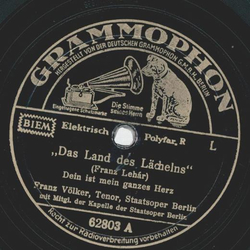 GRAMMOPHON
HERGESTELLT VON DER DEUTSCHEN GRAMMOPHON G.M.B.H. BERLIN
Eingetragene Schutzmarke
Die Stimme
seines Herrn
BIEM
Elektrisch
Polyfar, R
L
„Das Land des Lächelns"
(Franz Lehár)
Dein ist mein ganzes Herz
Franz Völker, Tenor, Staatsoper Berlin
mit Mitgl. der Kapelle der Staatsoper Berlin
62803 A
Nicht zur Radioverbreitung vorbehalten